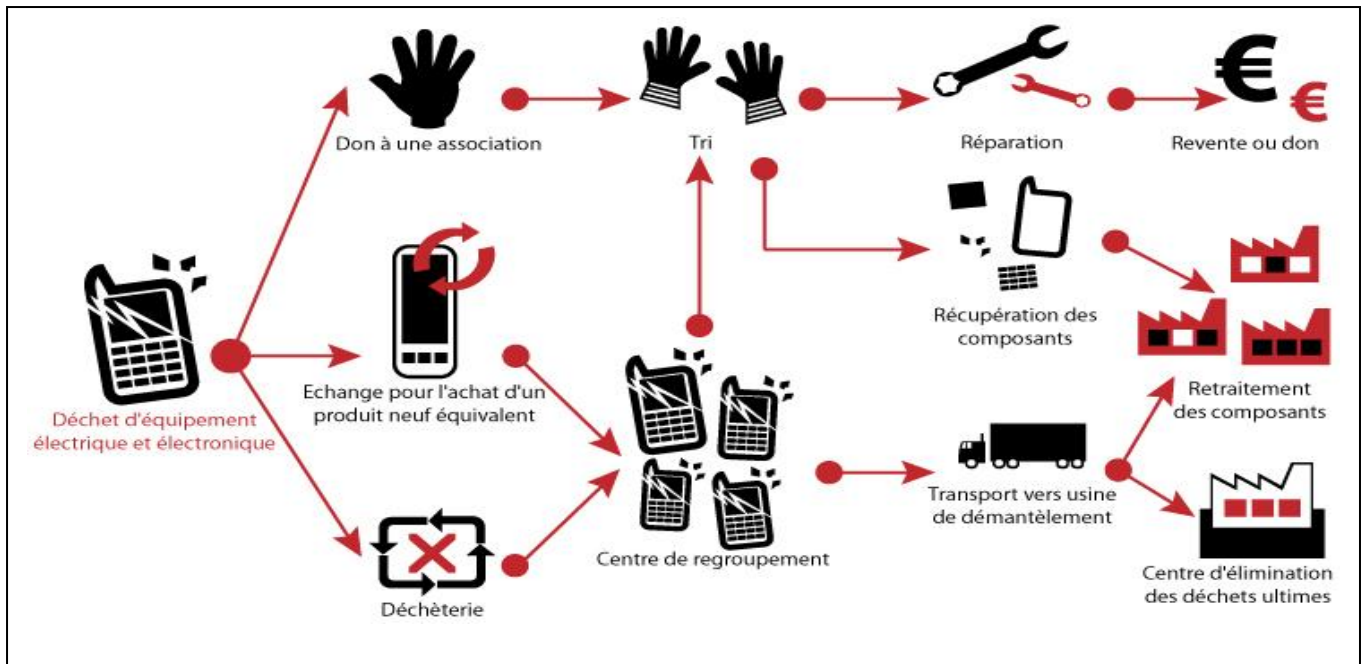 Don à une association
Tri
Réparation
Revente ou don
€
€
Déchet d'équipement
électrique et électronique
Echange pour l'achat d'un
produit neuf équivalent
Récupération des
composants
Retraitement
des composants
Centre de regroupement
Transport vers usine
de démantèlement
Déchèterie
Centre d'élimination
des déchets ultimes